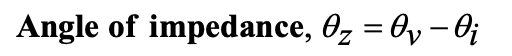 Angle of impedance, θz = θv − θi